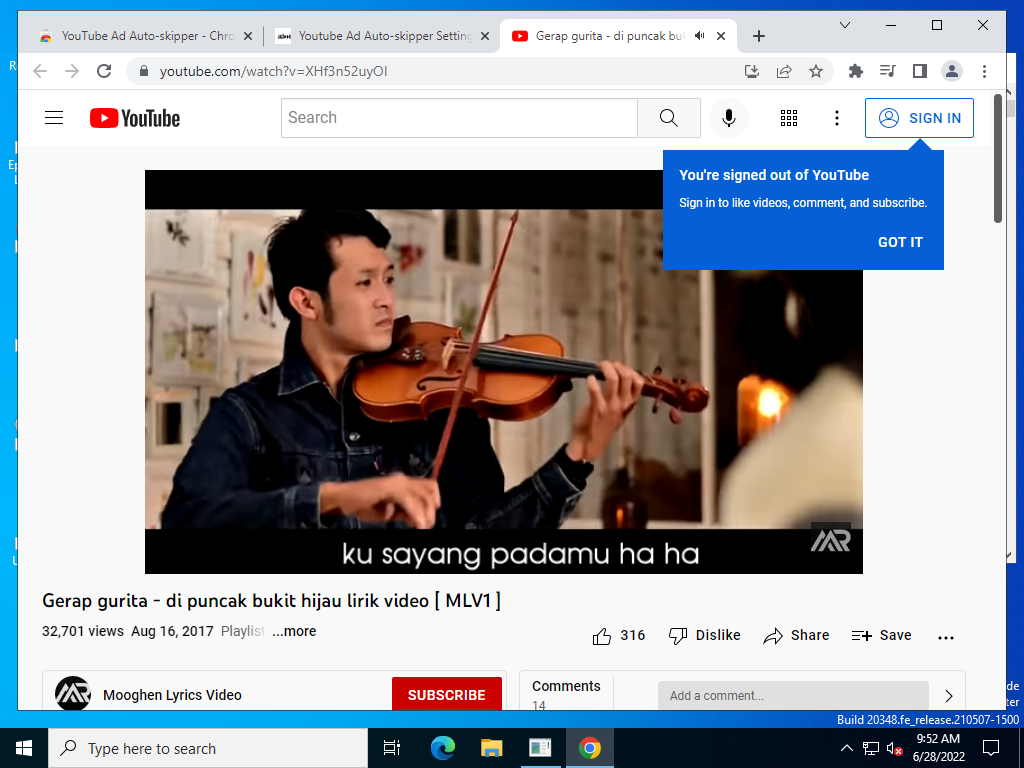 YouTube Ad Auto-skipper - Chro
Youtube Ad Auto-skipper Setting
Gerap gurita - di puncak buki
youtube.com/watch?v=XHf3n52uyOI
YouTube
Search
SIGN IN
You're signed out of YouTube
Sign in to like videos, comment, and subscribe.
GOT IT
ku sayang padamu ha ha
Gerap gurita - di puncak bukit hijau lirik video [ MLV1 ]
32,701 views Aug 16, 2017 Playlist ...more
316 Dislike Share Save
Mooghen Lyrics Video
SUBSCRIBE
Comments
14
Add a comment...
Build 20348.fe_release.210507-1500
Type here to search
9:52 AM
6/28/2022